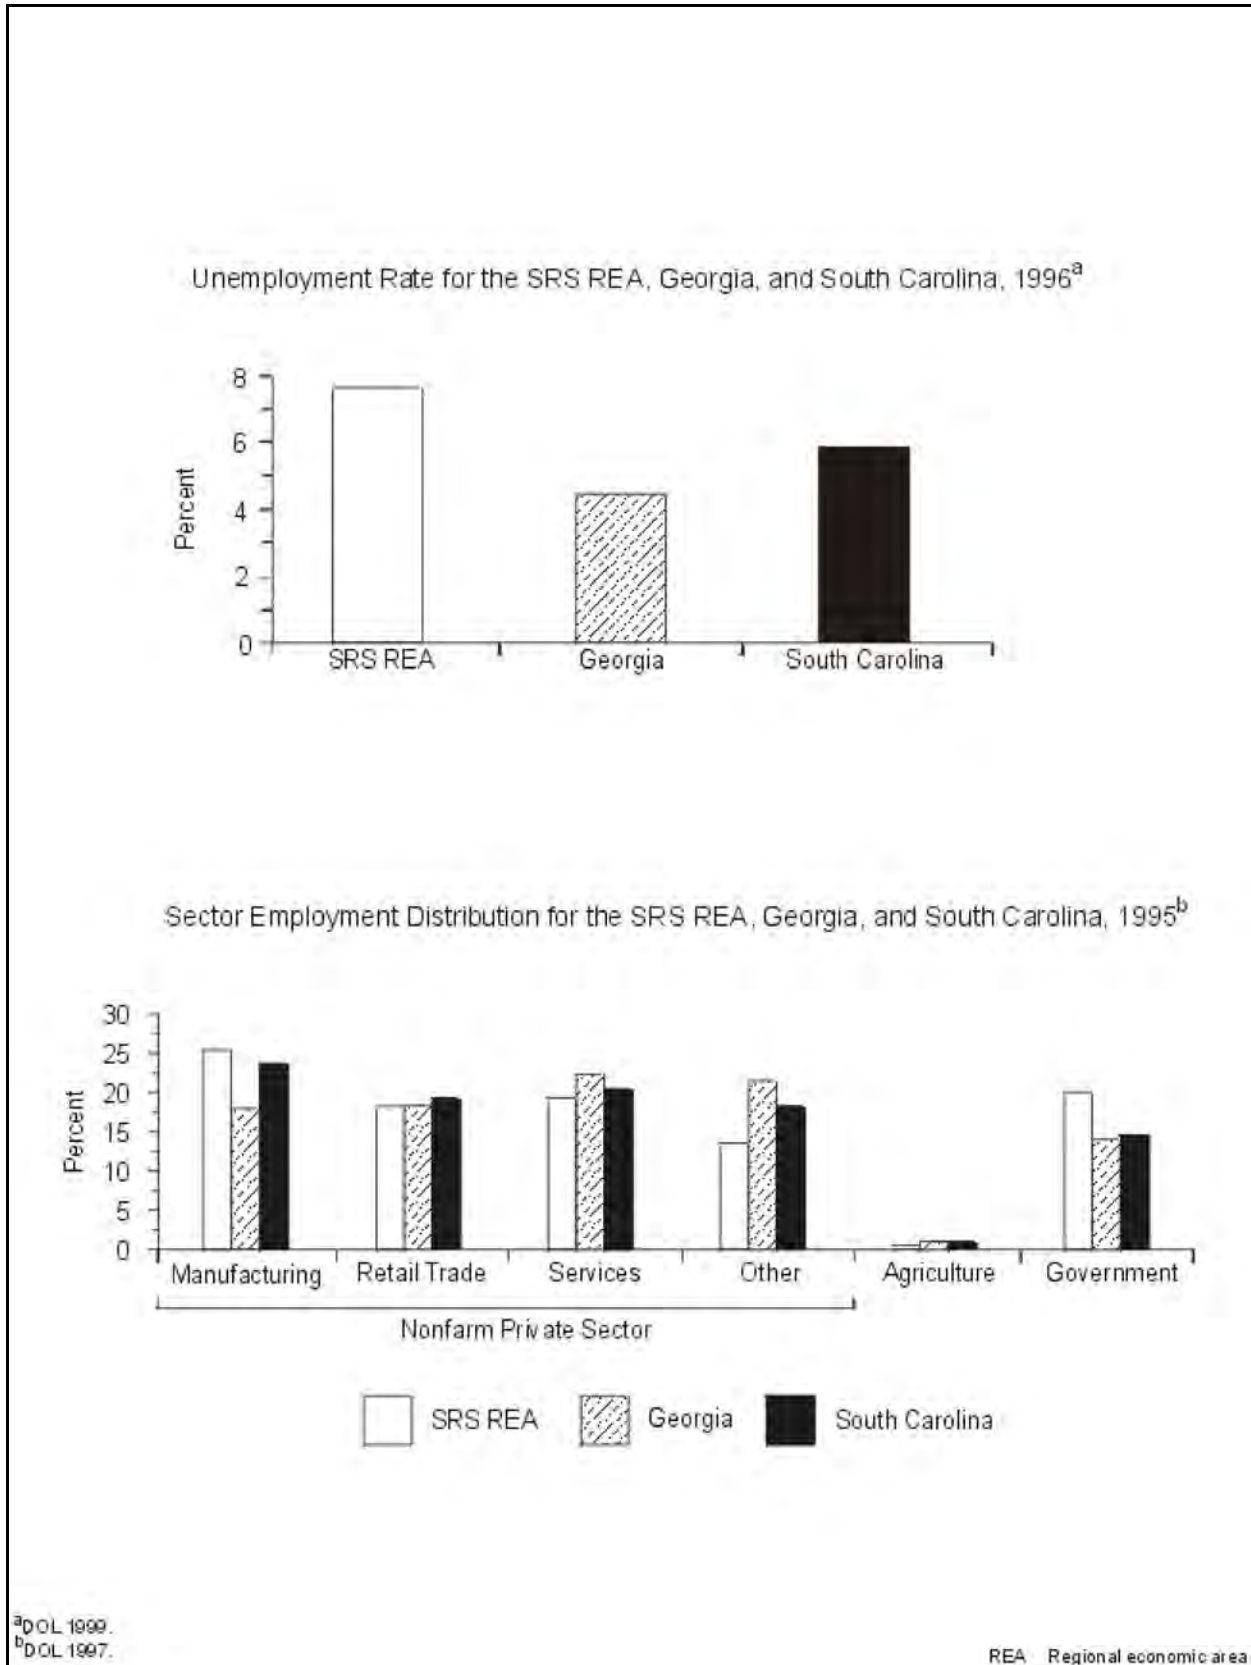 Unemployment Rate for the SRS REA, Georgia, and South Carolina, 1996a
8
6
4
2
0
Percent
SRS REA Georgia South Carolina
Sector Employment Distribution for the SRS REA, Georgia, and South Carolina, 1995b
30
25
20
15
10
5
0
Percent
Manufacturing Retail Trade Services Other Agriculture Government
Nonfarm Private Sector
SRS REA Georgia South Carolina
aDOL 1999.
bDOL 1997.
REA Regional economic area